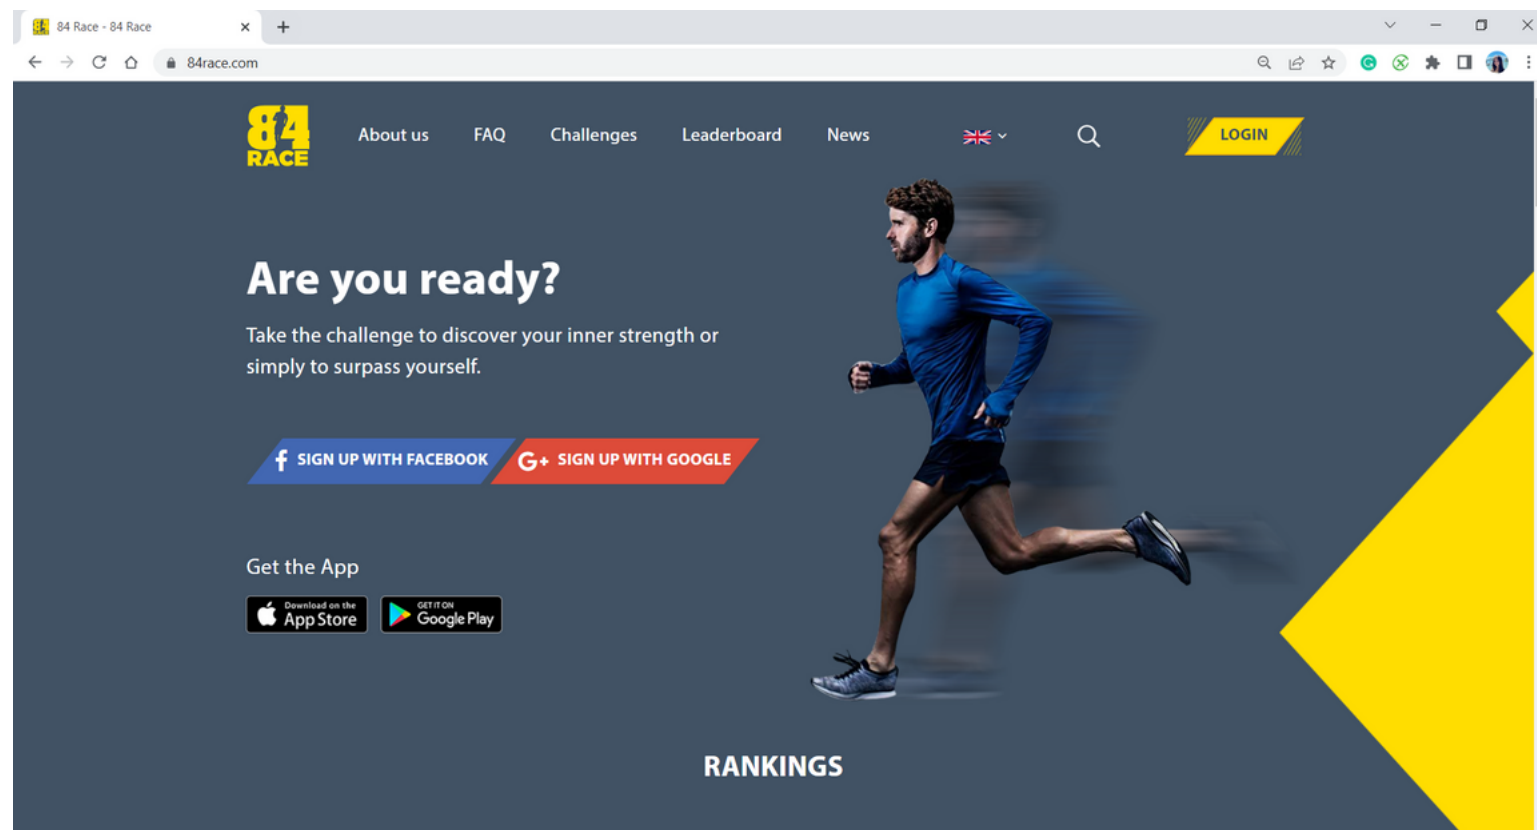 84 Race - 84 Race
84race.com
84
RACE
About us
FAQ
Challenges
Leaderboard
News
LOGIN
Are you ready?
Take the challenge to discover your inner strength or
simply to surpass yourself.
f SIGN UP WITH FACEBOOK
G+ SIGN UP WITH GOOGLE
Get the App
Download on the
App Store
GET IT ON
Google Play
RANKINGS